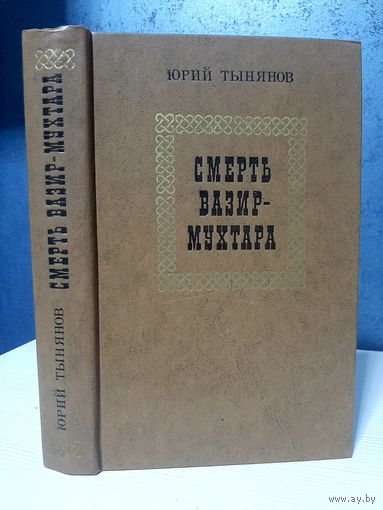 ЮРИЙ ТЫНЯНОВ
СМЕРТЬ
ВАЗИР-
МУХТАРА
ЮРИЙ ТЫНЯНОВ СМЕРТЬ ВАЗИР-МУХТАРА
www.ay.by